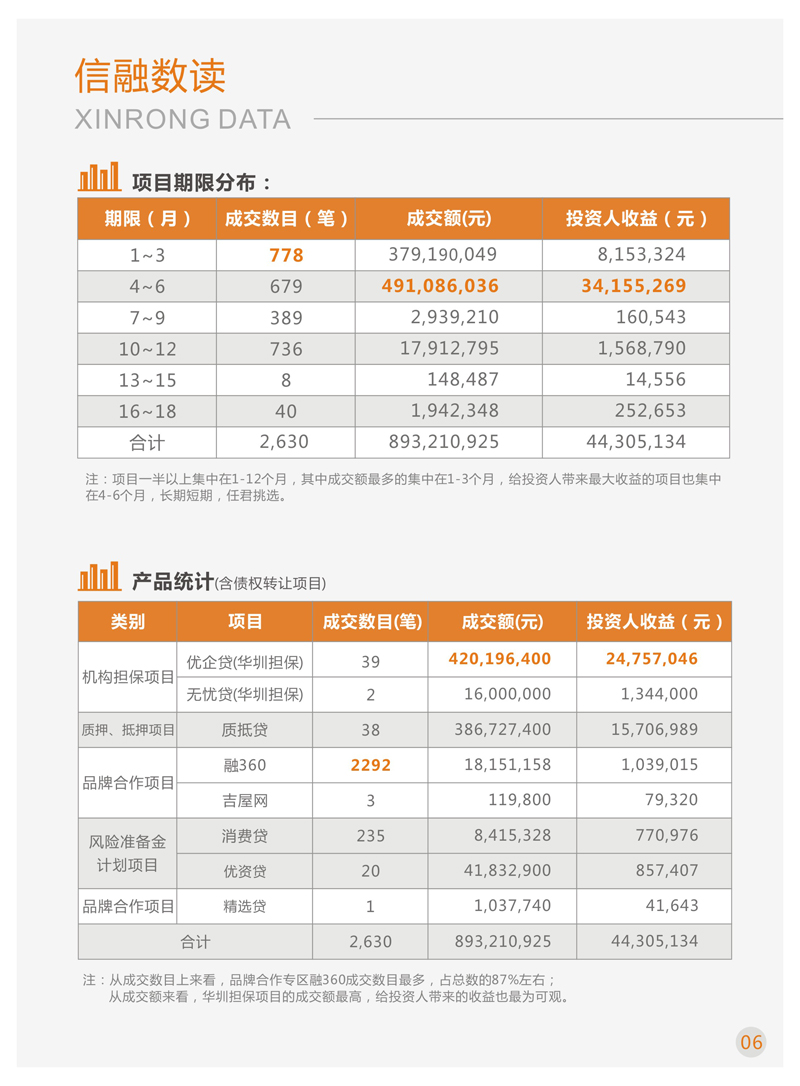 信融数读
XINRONG DATA
项目期限分布：
期限（月） 成交数目（笔） 成交额(元) 投资人收益（元）
1~3 778 379,190,049 8,153,324
4~6 679 491,086,036 34,155,269
7~9 389 2,939,210 160,543
10~12 736 17,912,795 1,568,790
13~15 8 148,487 14,556
16~18 40 1,942,348 252,653
合计 2,630 893,210,925 44,305,134
注：项目一半以上集中在1-12个月，其中成交额最多的集中在1-3个月，给投资人带来最大收益的项目也集中
在4-6个月，长期短期，任君挑选。
产品统计(含债权转让项目)
类别 项目 成交数目(笔) 成交额(元) 投资人收益（元）
机构担保项目 优企贷(华圳担保) 39 420,196,400 24,757,046
无忧贷(华圳担保) 2 16,000,000 1,344,000
质押、抵押项目 质抵贷 38 386,727,400 15,706,989
品牌合作项目 融360 2292 18,151,158 1,039,015
吉屋网 3 119,800 79,320
风险准备金
计划项目 消费贷 235 8,415,328 770,976
优资贷 20 41,832,900 857,407
品牌合作项目 精选贷 1 1,037,740 41,643
合计 2,630 893,210,925 44,305,134
注：从成交数目上来看，品牌合作专区融360成交数目最多，占总数的87%左右；
从成交额来看，华圳担保项目的成交额最高，给投资人带来的收益也最为可观。
06